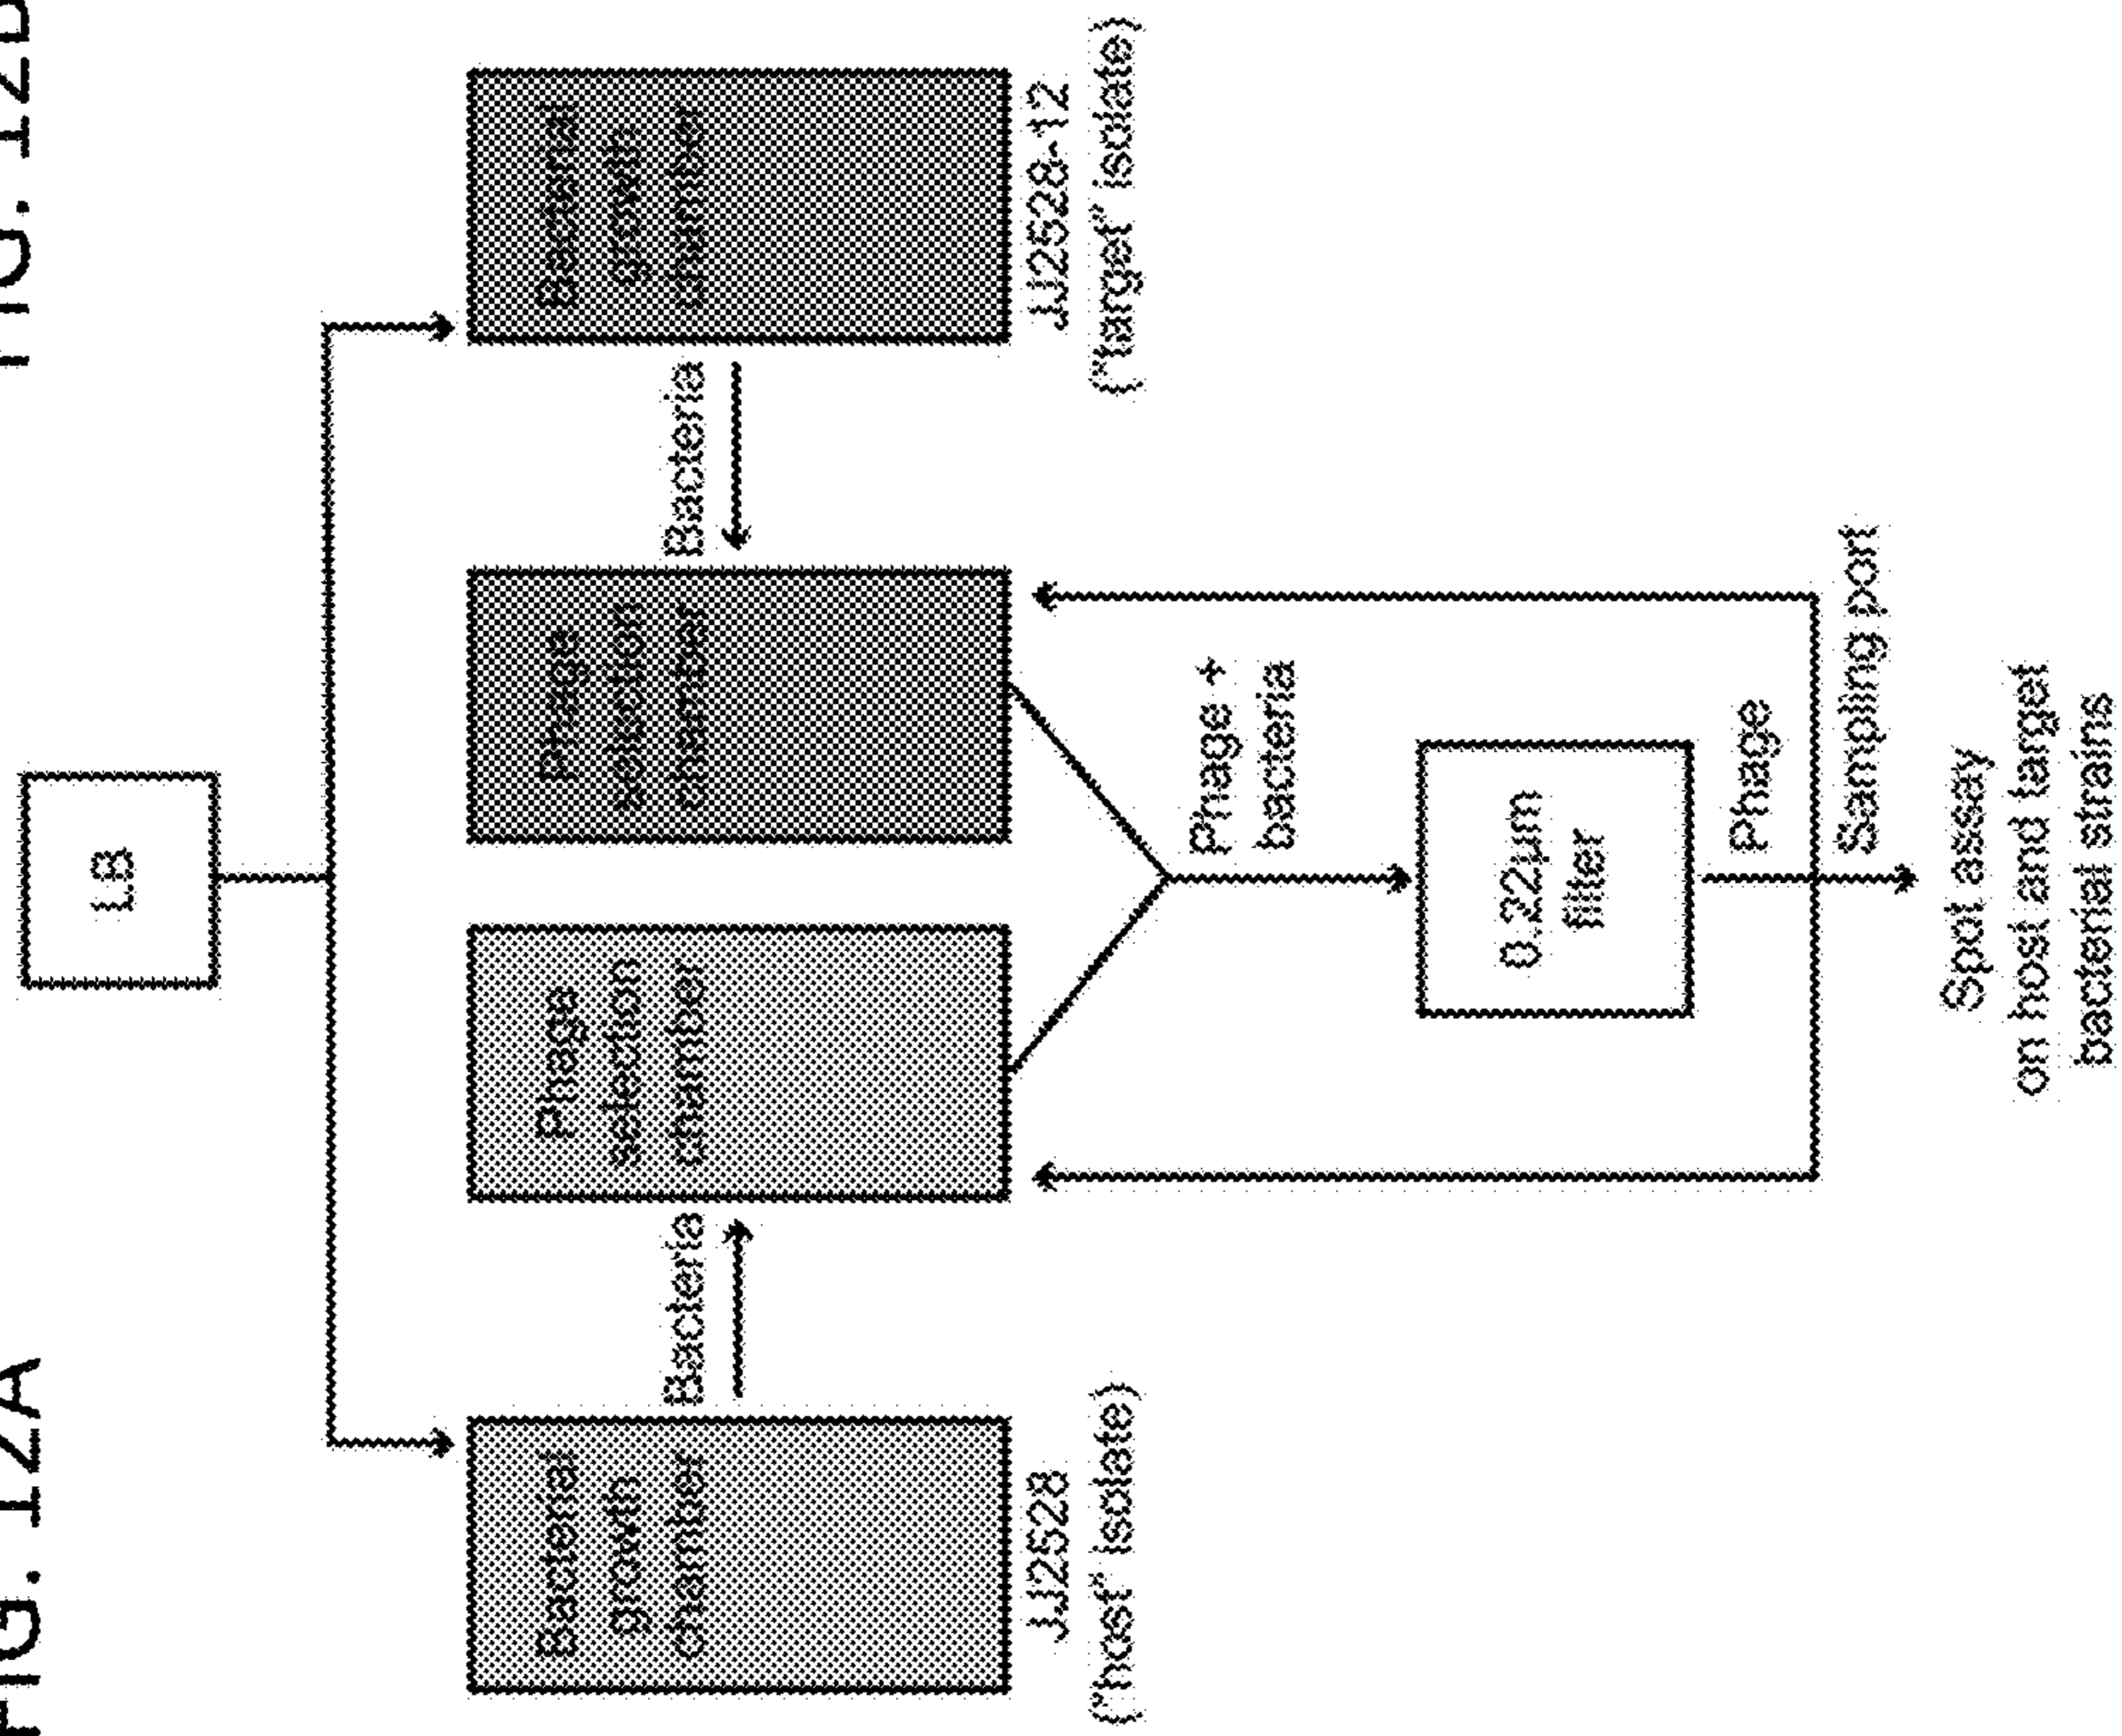 FIG. 12A
FIG. 12B
LB
Bacterial
growth
chamber
Bacteria
Phage
selection
chamber
Phage
selection
chamber
Bacteria
Bacterial
growth
chamber
JJ2528
("host" isolate)
JJ2528-12
("target" isolate)
Phage +
bacteria
0.22µm
filter
Phage
Sampling port
Spot assay
on host and target
bacterial strains